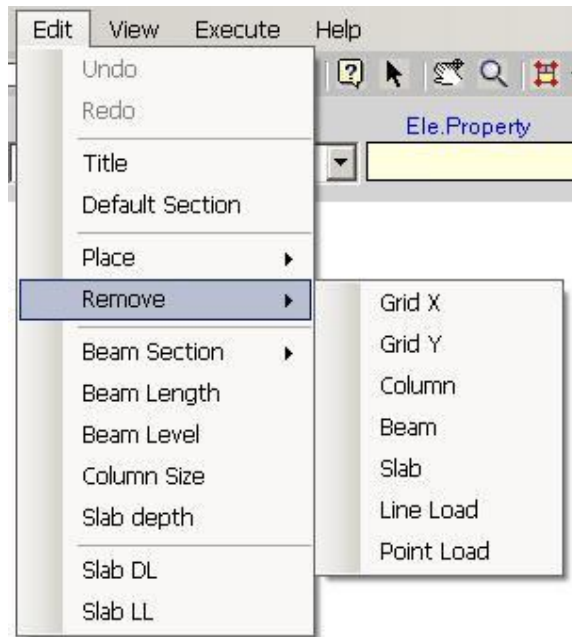 Edit View Execute Help
Undo
Redo
Ele.Property
Title
Default Section
Place
Remove
Grid X
Grid Y
Column
Beam
Slab
Line Load
Point Load
Beam Section
Beam Length
Beam Level
Column Size
Slab depth
Slab DL
Slab LL